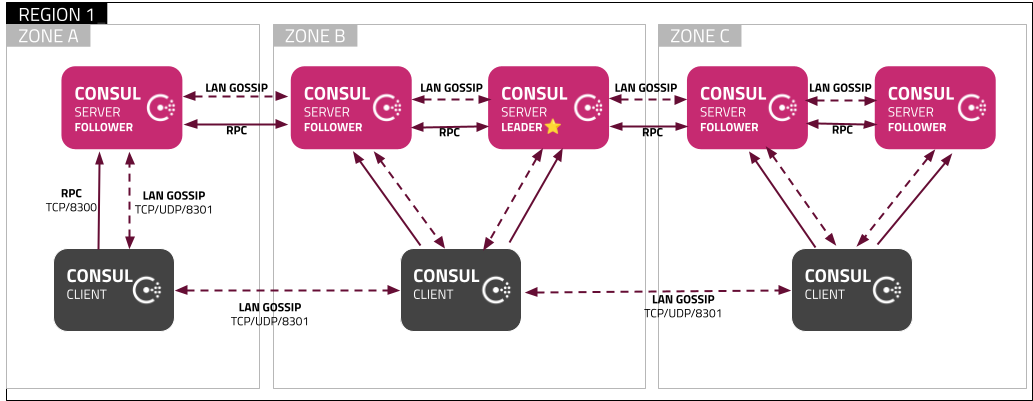 REGION 1
ZONE A
ZONE B
ZONE C
CONSUL
SERVER
FOLLOWER
LAN GOSSIP
RPC
CONSUL
SERVER
FOLLOWER
LAN GOSSIP
RPC
CONSUL
SERVER
LEADER ⭐
LAN GOSSIP
RPC
CONSUL
SERVER
FOLLOWER
LAN GOSSIP
RPC
CONSUL
SERVER
FOLLOWER
RPC
TCP/8300
LAN GOSSIP
TCP/UDP/8301
CONSUL
CLIENT
LAN GOSSIP
TCP/UDP/8301
CONSUL
CLIENT
LAN GOSSIP
TCP/UDP/8301
CONSUL
CLIENT